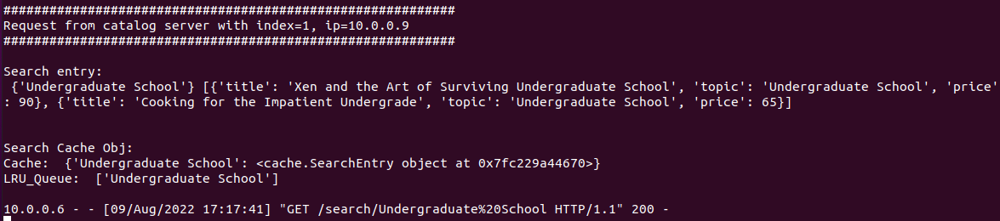 ###########################################################
Request from catalog server with index=1, ip=10.0.0.9
###########################################################
Search entry:
 {'Undergraduate School'} [{'title': 'Xen and the Art of Surviving Undergraduate School', 'topic': 'Undergraduate School', 'price'
: 90}, {'title': 'Cooking for the Impatient Undergrade', 'topic': 'Undergraduate School', 'price': 65}]
Search Cache Obj:
Cache:  {'Undergraduate School': <cache.SearchEntry object at 0x7fc229a44670>}
LRU_Queue:  ['Undergraduate School']
10.0.0.6 - - [09/Aug/2022 17:17:41] "GET /search/Undergraduate%20School HTTP/1.1" 200 -